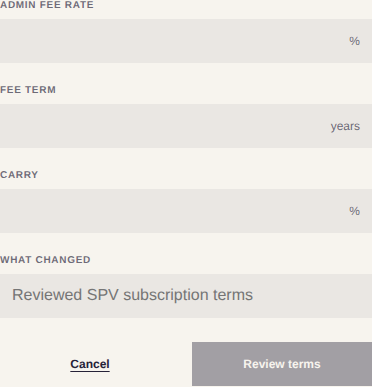 ADMIN FEE RATE
%
FEE TERM
years
CARRY
%
WHAT CHANGED
Reviewed SPV subscription terms
Cancel
Review terms